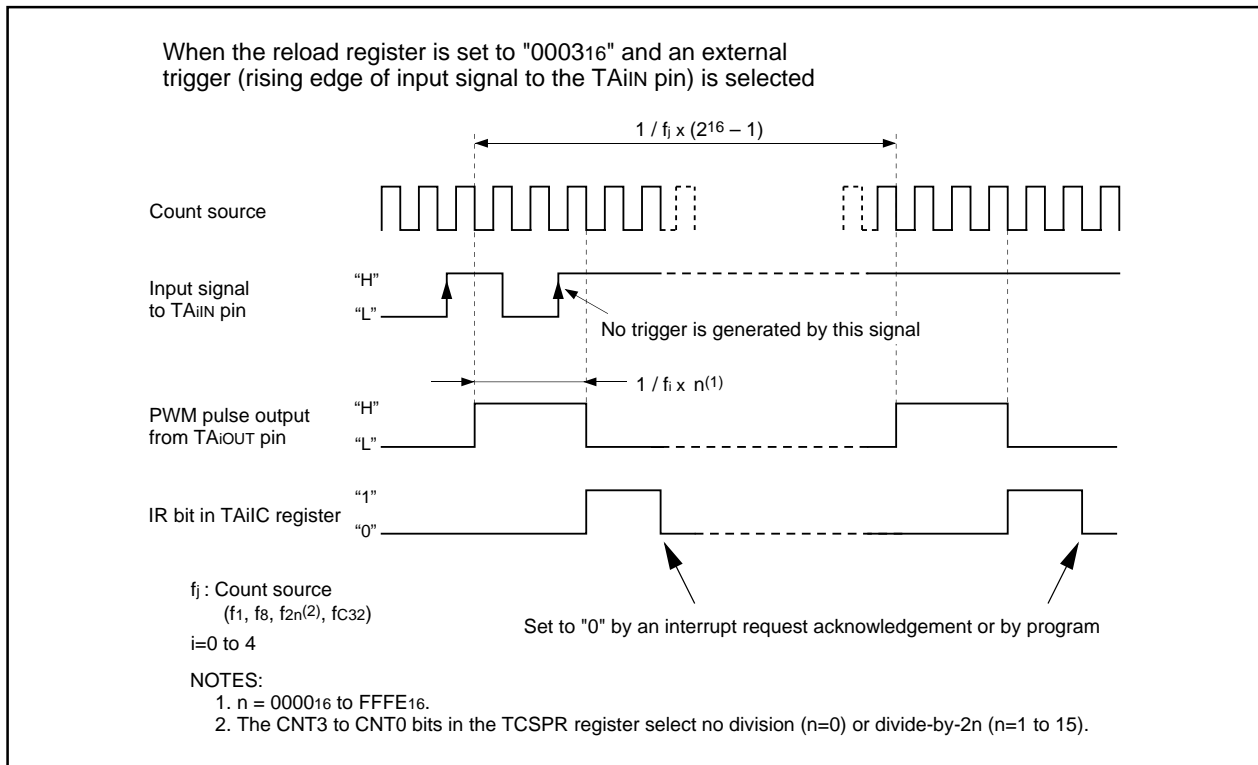 When the reload register is set to "000316" and an external
trigger (rising edge of input signal to the TAiIN pin) is selected
1 / fj x (216 – 1)
Count source
Input signal
to TAiIN pin
“H”
“L”
No trigger is generated by this signal
1 / fi x n(1)
PWM pulse output
from TAiOUT pin
“H”
“L”
IR bit in TAiIC register
“1”
“0”
fj : Count source
(f1, f8, f2n(2), fC32)
i=0 to 4
Set to "0" by an interrupt request acknowledgement or by program
NOTES:
1. n = 000016 to FFFE16.
2. The CNT3 to CNT0 bits in the TCSPR register select no division (n=0) or divide-by-2n (n=1 to 15).